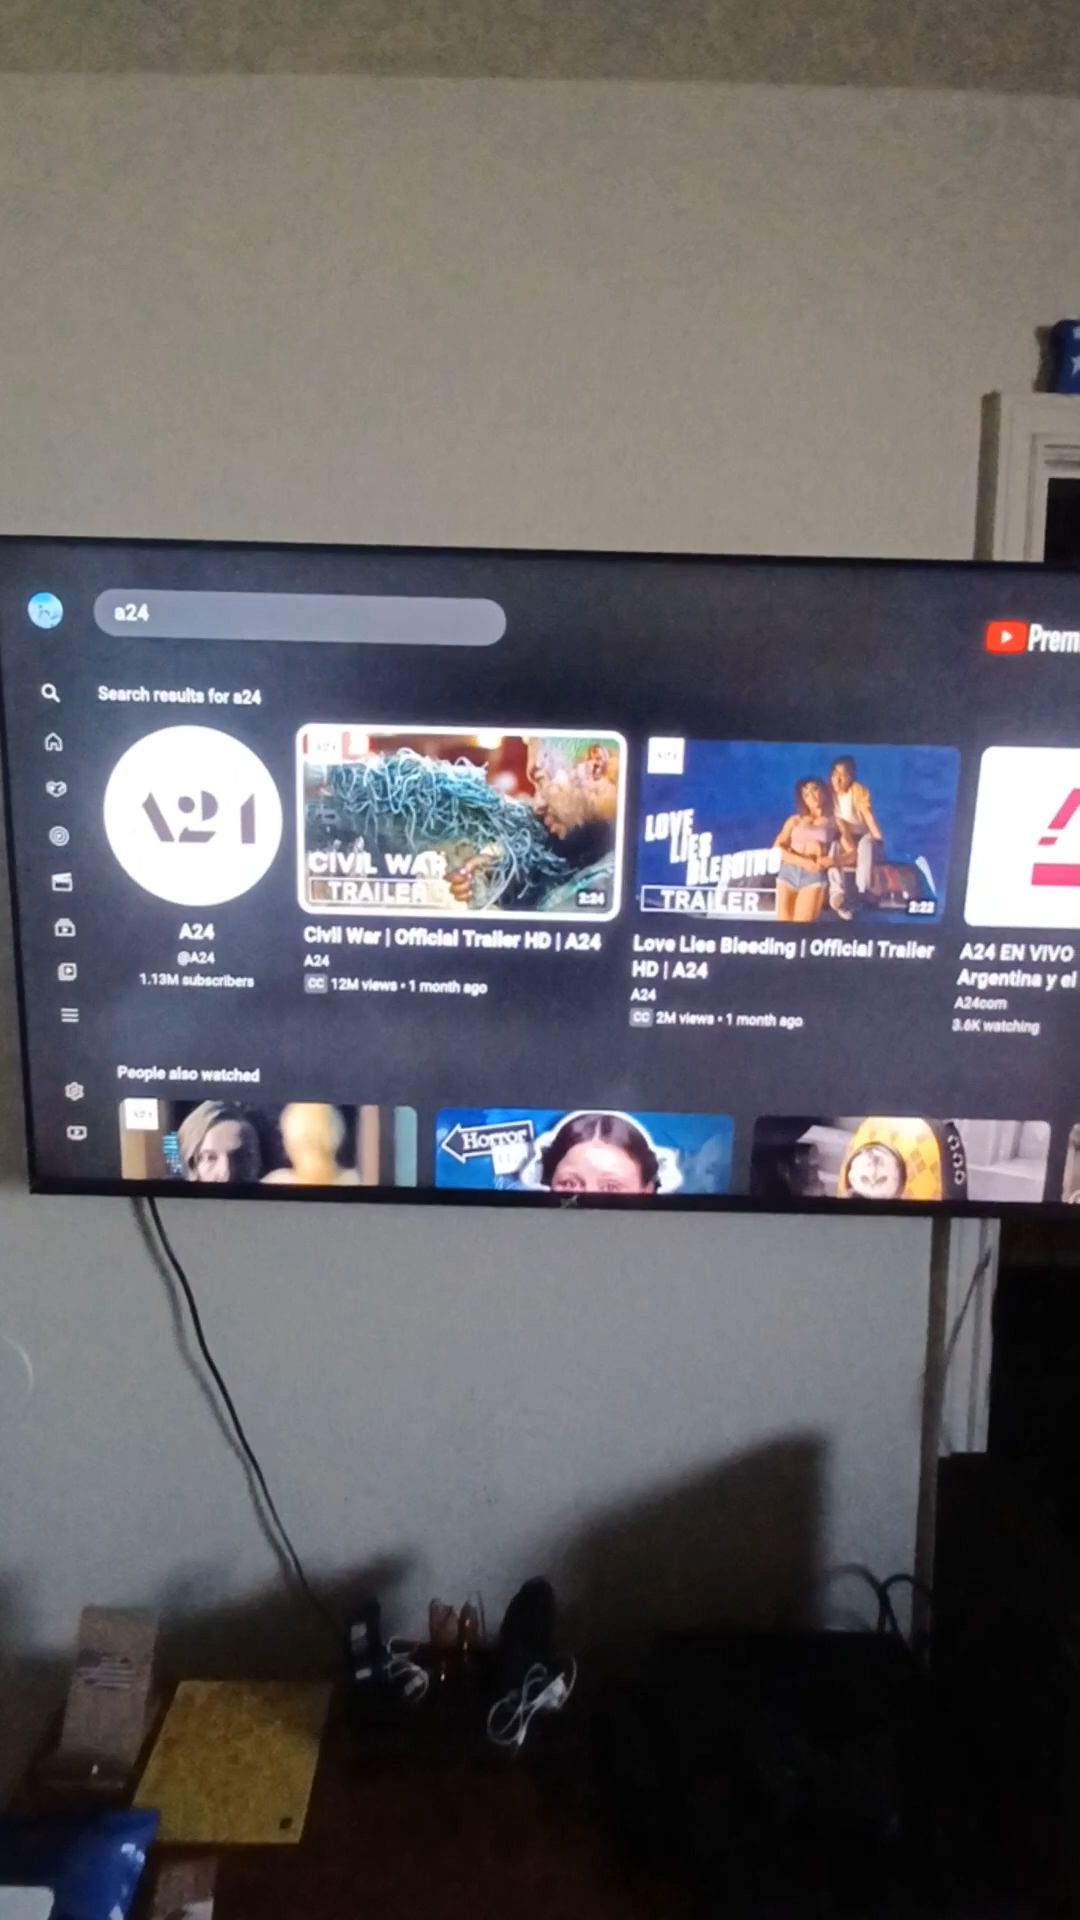 a24
Prem
Search results for a24
A24
CIVIL WAR
TRAILER
2:24
A24
LOVE
LIES
BLEEDING
TRAILER
2:22
A24
@A24
1.13M subscribers
Civil War | Official Trailer HD | A24
A24
CC 12M views • 1 month ago
Love Lies Bleeding | Official Trailer
HD | A24
A24
CC 2M views • 1 month ago
A24 EN VIVO
Argentina y el
A24com
3.6K watching
People also watched
Horror